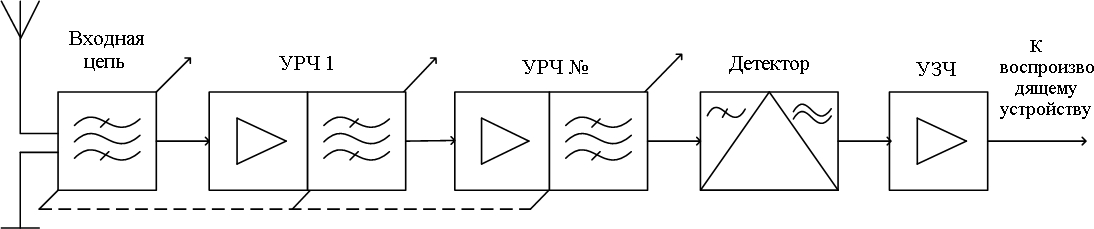 Входная
цепь
УРЧ 1
УРЧ №
Детектор
УЗЧ
К
воспроизво
дящему
устройству